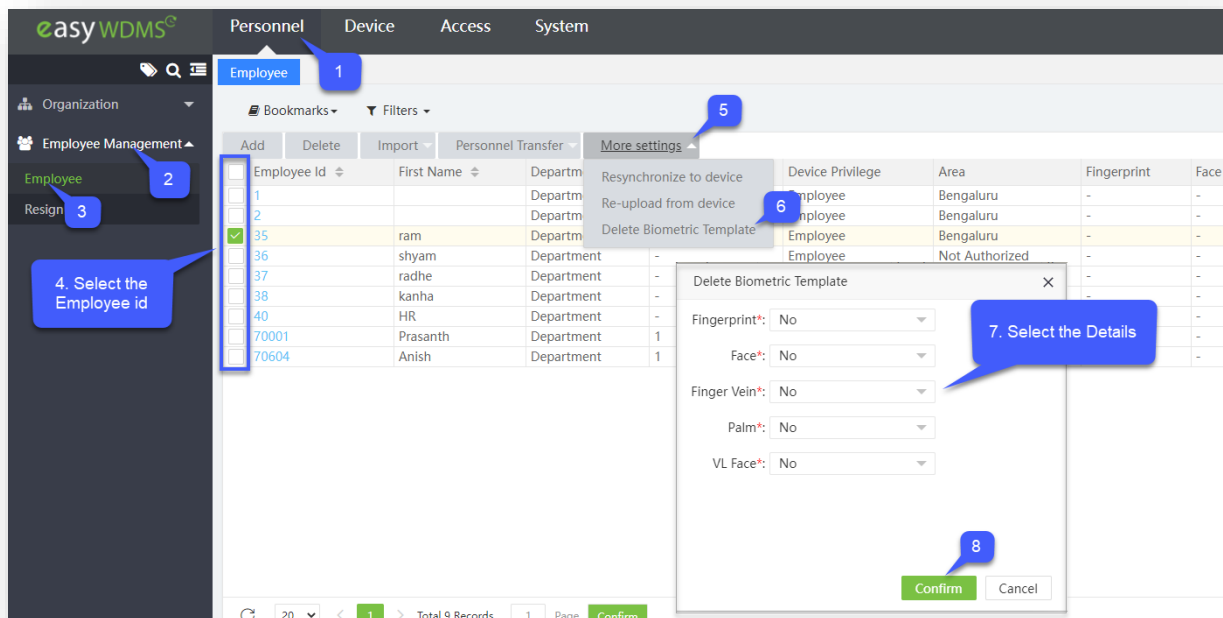 easy WDMS
Personnel Device Access System
Employee
1
Organization
Bookmarks Filters
5
Employee Management
Add Delete Import Personnel Transfer More settings
Employee Id First Name Departm Device Privilege Area Fingerprint Face
Resynchronize to device
Re-upload from device
Delete Biometric Template
Employee
2
6
Resign
3
1 Departm mployee Bengaluru - -
2 Departm Employee Bengaluru - -
35 ram Departm Employee Bengaluru - -
36 shyam Department - Employee Not Authorized - -
37 radhe Department - -
38 kanha Department - - -
40 HR Department - - -
70001 Prasanth Department 1 -
70604 Anish Department 1 - -
4. Select the
Employee id
Delete Biometric Template
Fingerprint*: No
Face*: No
Finger Vein*: No
Palm*: No
VL Face*: No
7. Select the Details
8
Confirm Cancel
20 < 1 > Total 9 Records 1 Page Confirm